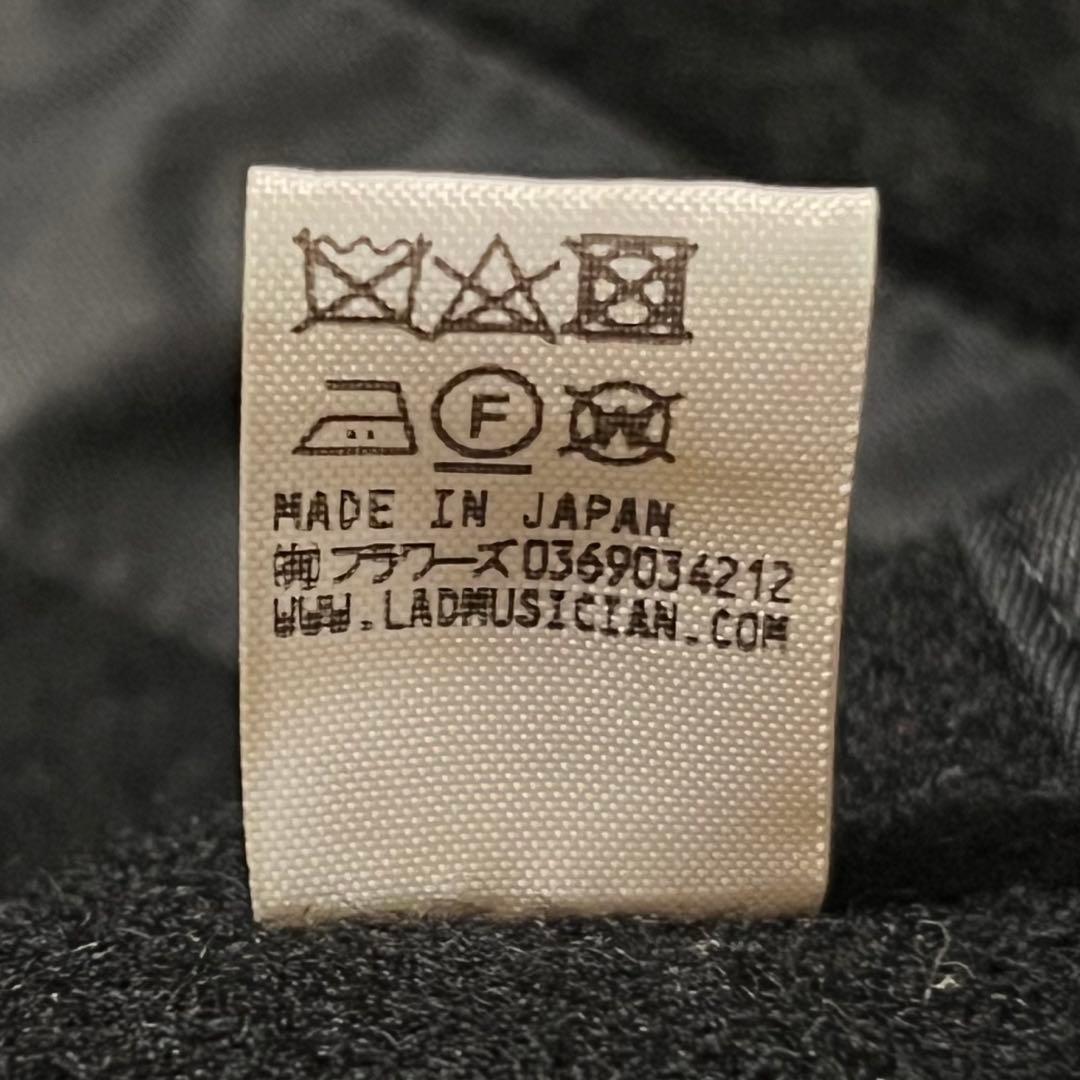 F
W
MADE IN JAPAN
㈱フラワーズ0369034212
WWW.LADMUSICIAN.COM